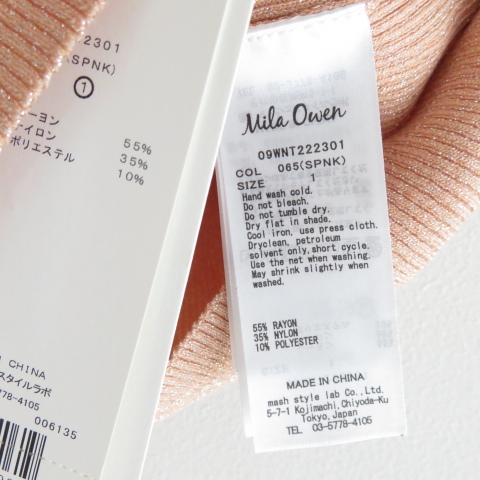 222301
(SPNK)
1
ーヨン 55%
イロン 35%
ポリエステル 10%
CHINA
スタイルラボ
778-4105
006135
Mila Owen
09WNT222301
COL 065(SPNK)
SIZE 1
Hand wash cold.
Do not bleach.
Do not tumble dry.
Dry flat in shade.
Cool iron, use press cloth.
Dryclean, petroleum
solvent only,short cycle.
Use the net when washing.
May shrink slightly when
washed.
55% RAYON
35% NYLON
10% POLYESTER
MADE IN CHINA
mash style lab Co.,Ltd.
5-7-1 Kojimachi,Chiyoda-Ku
Tokyo,Japan
TEL 03-5778-4105